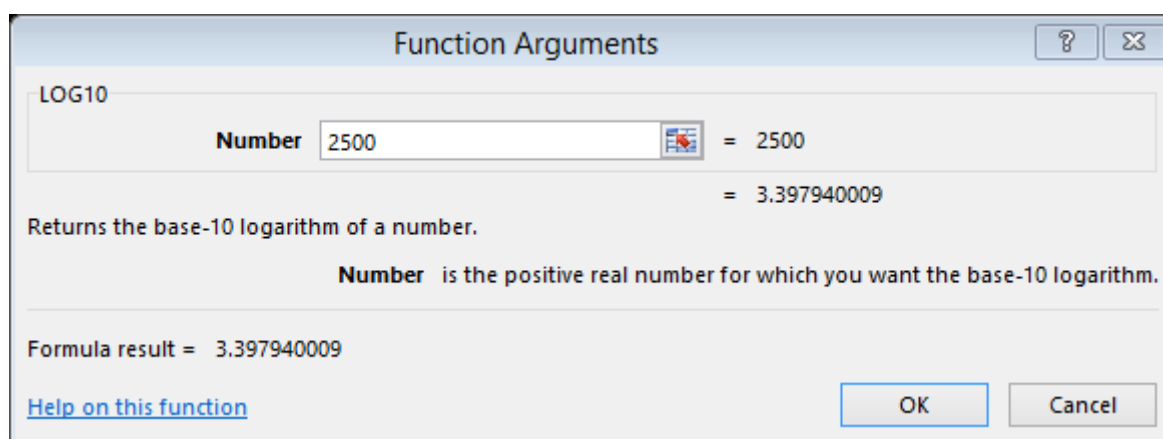 Function Arguments
LOG10
Number 2500 = 2500
= 3.397940009
Returns the base-10 logarithm of a number.
Number is the positive real number for which you want the base-10 logarithm.
Formula result = 3.397940009
Help on this function OK Cancel